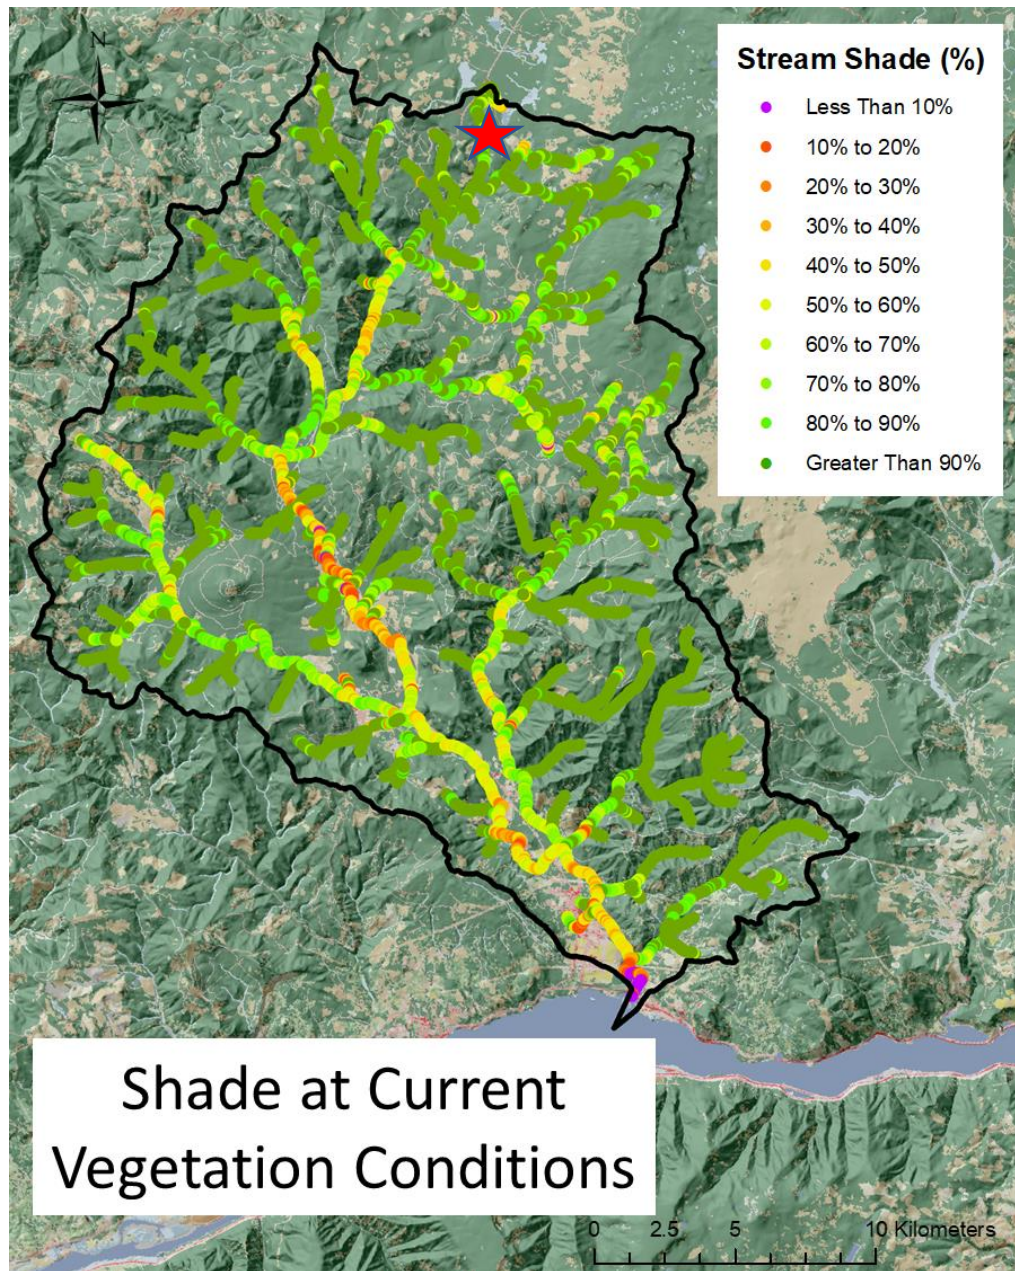 N
Stream Shade (%)
Less Than 10%
10% to 20%
20% to 30%
30% to 40%
40% to 50%
50% to 60%
60% to 70%
70% to 80%
80% to 90%
Greater Than 90%
Shade at Current
Vegetation Conditions
0 2.5 5 10 Kilometers